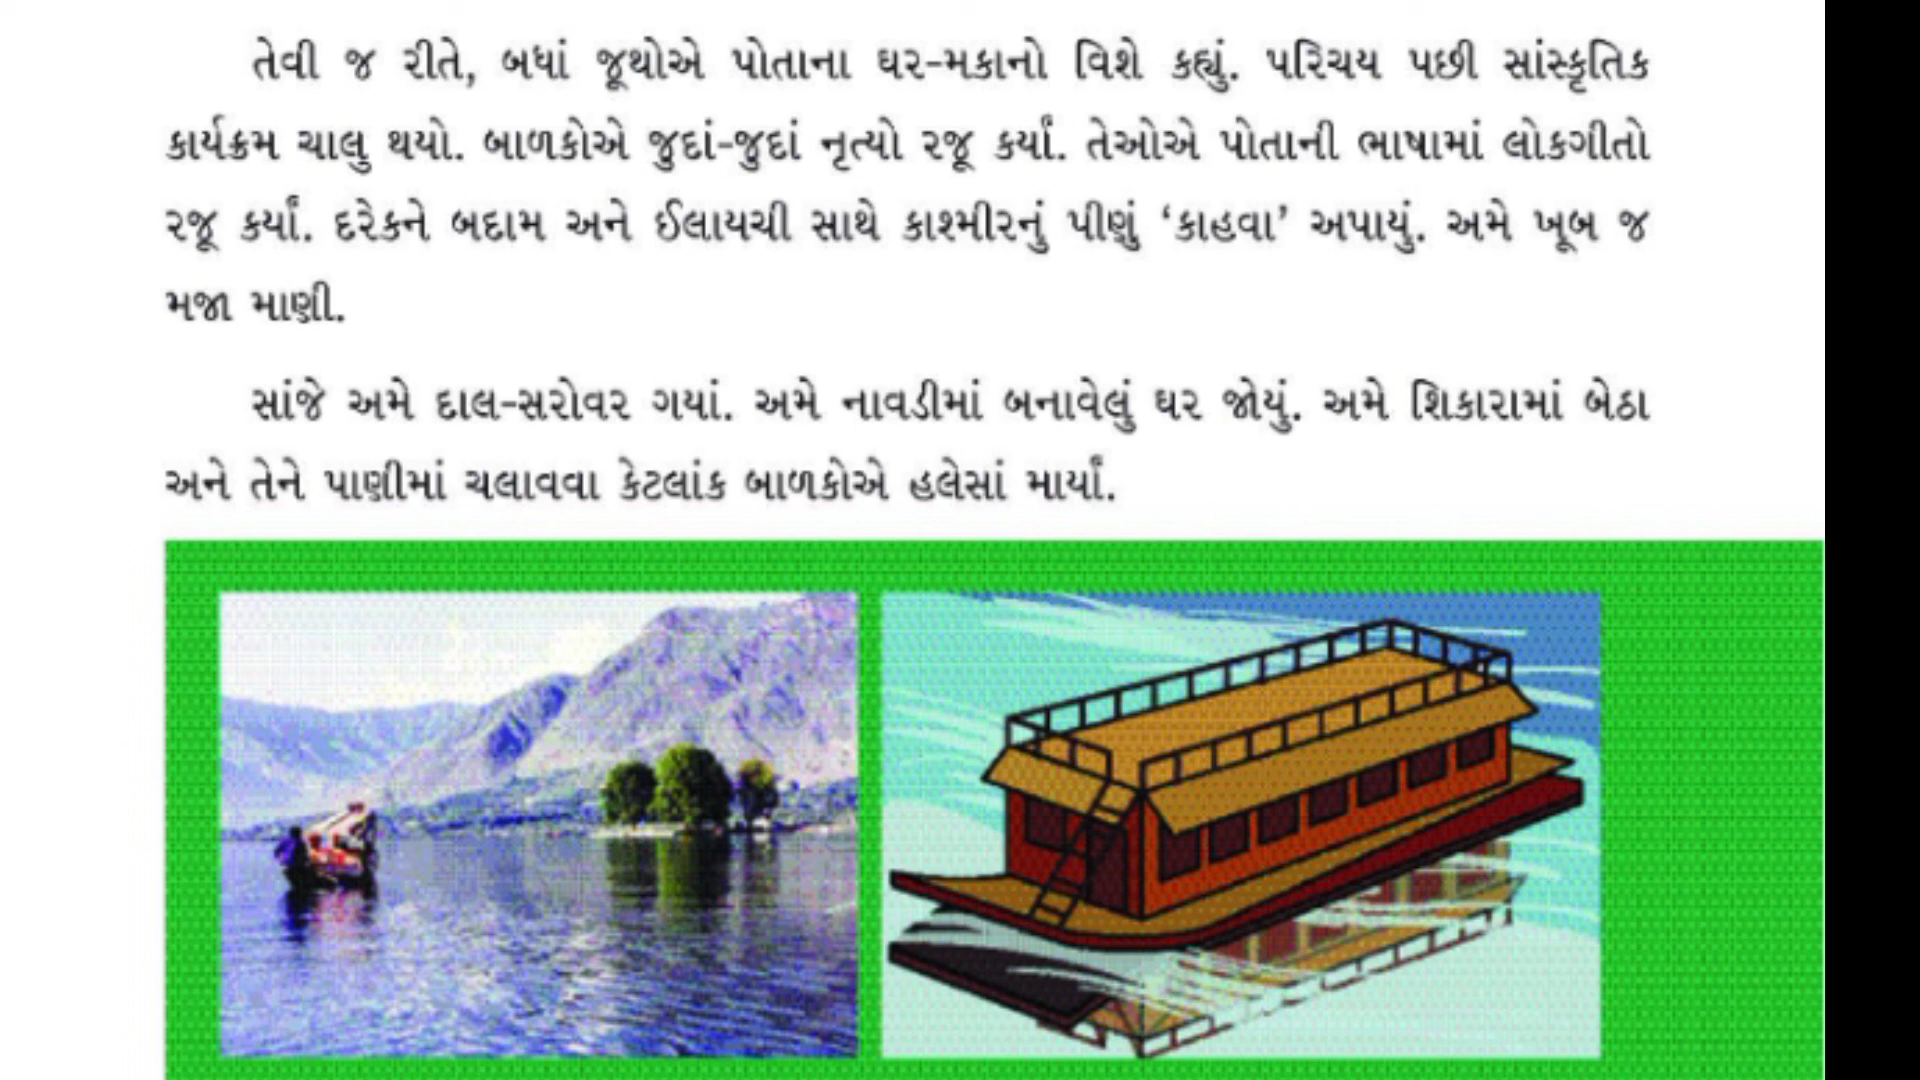 તેવી જ રીતે, બધાં જૂથોએ પોતાના ઘર-મકાનો વિશે કહ્યું. પરિચય પછી સાંસ્કૃતિક
કાર્યક્રમ ચાલુ થયો. બાળકોએ જુદાં-જુદાં નૃત્યો રજૂ કર્યાં. તેઓએ પોતાની ભાષામાં લોકગીતો
રજૂ કર્યાં. દરેકને બદામ અને ઈલાયચી સાથે કાશ્મીરનું પીણું ‘કાહવા’ અપાયું. અમે ખૂબ જ
મજા માણી.
સાંજે અમે દાલ-સરોવર ગયાં. અમે નાવડીમાં બનાવેલું ઘર જોયું. અમે શિકારામાં બેઠા
અને તેને પાણીમાં ચલાવવા કેટલાંક બાળકોએ હલેસાં માર્યાં.